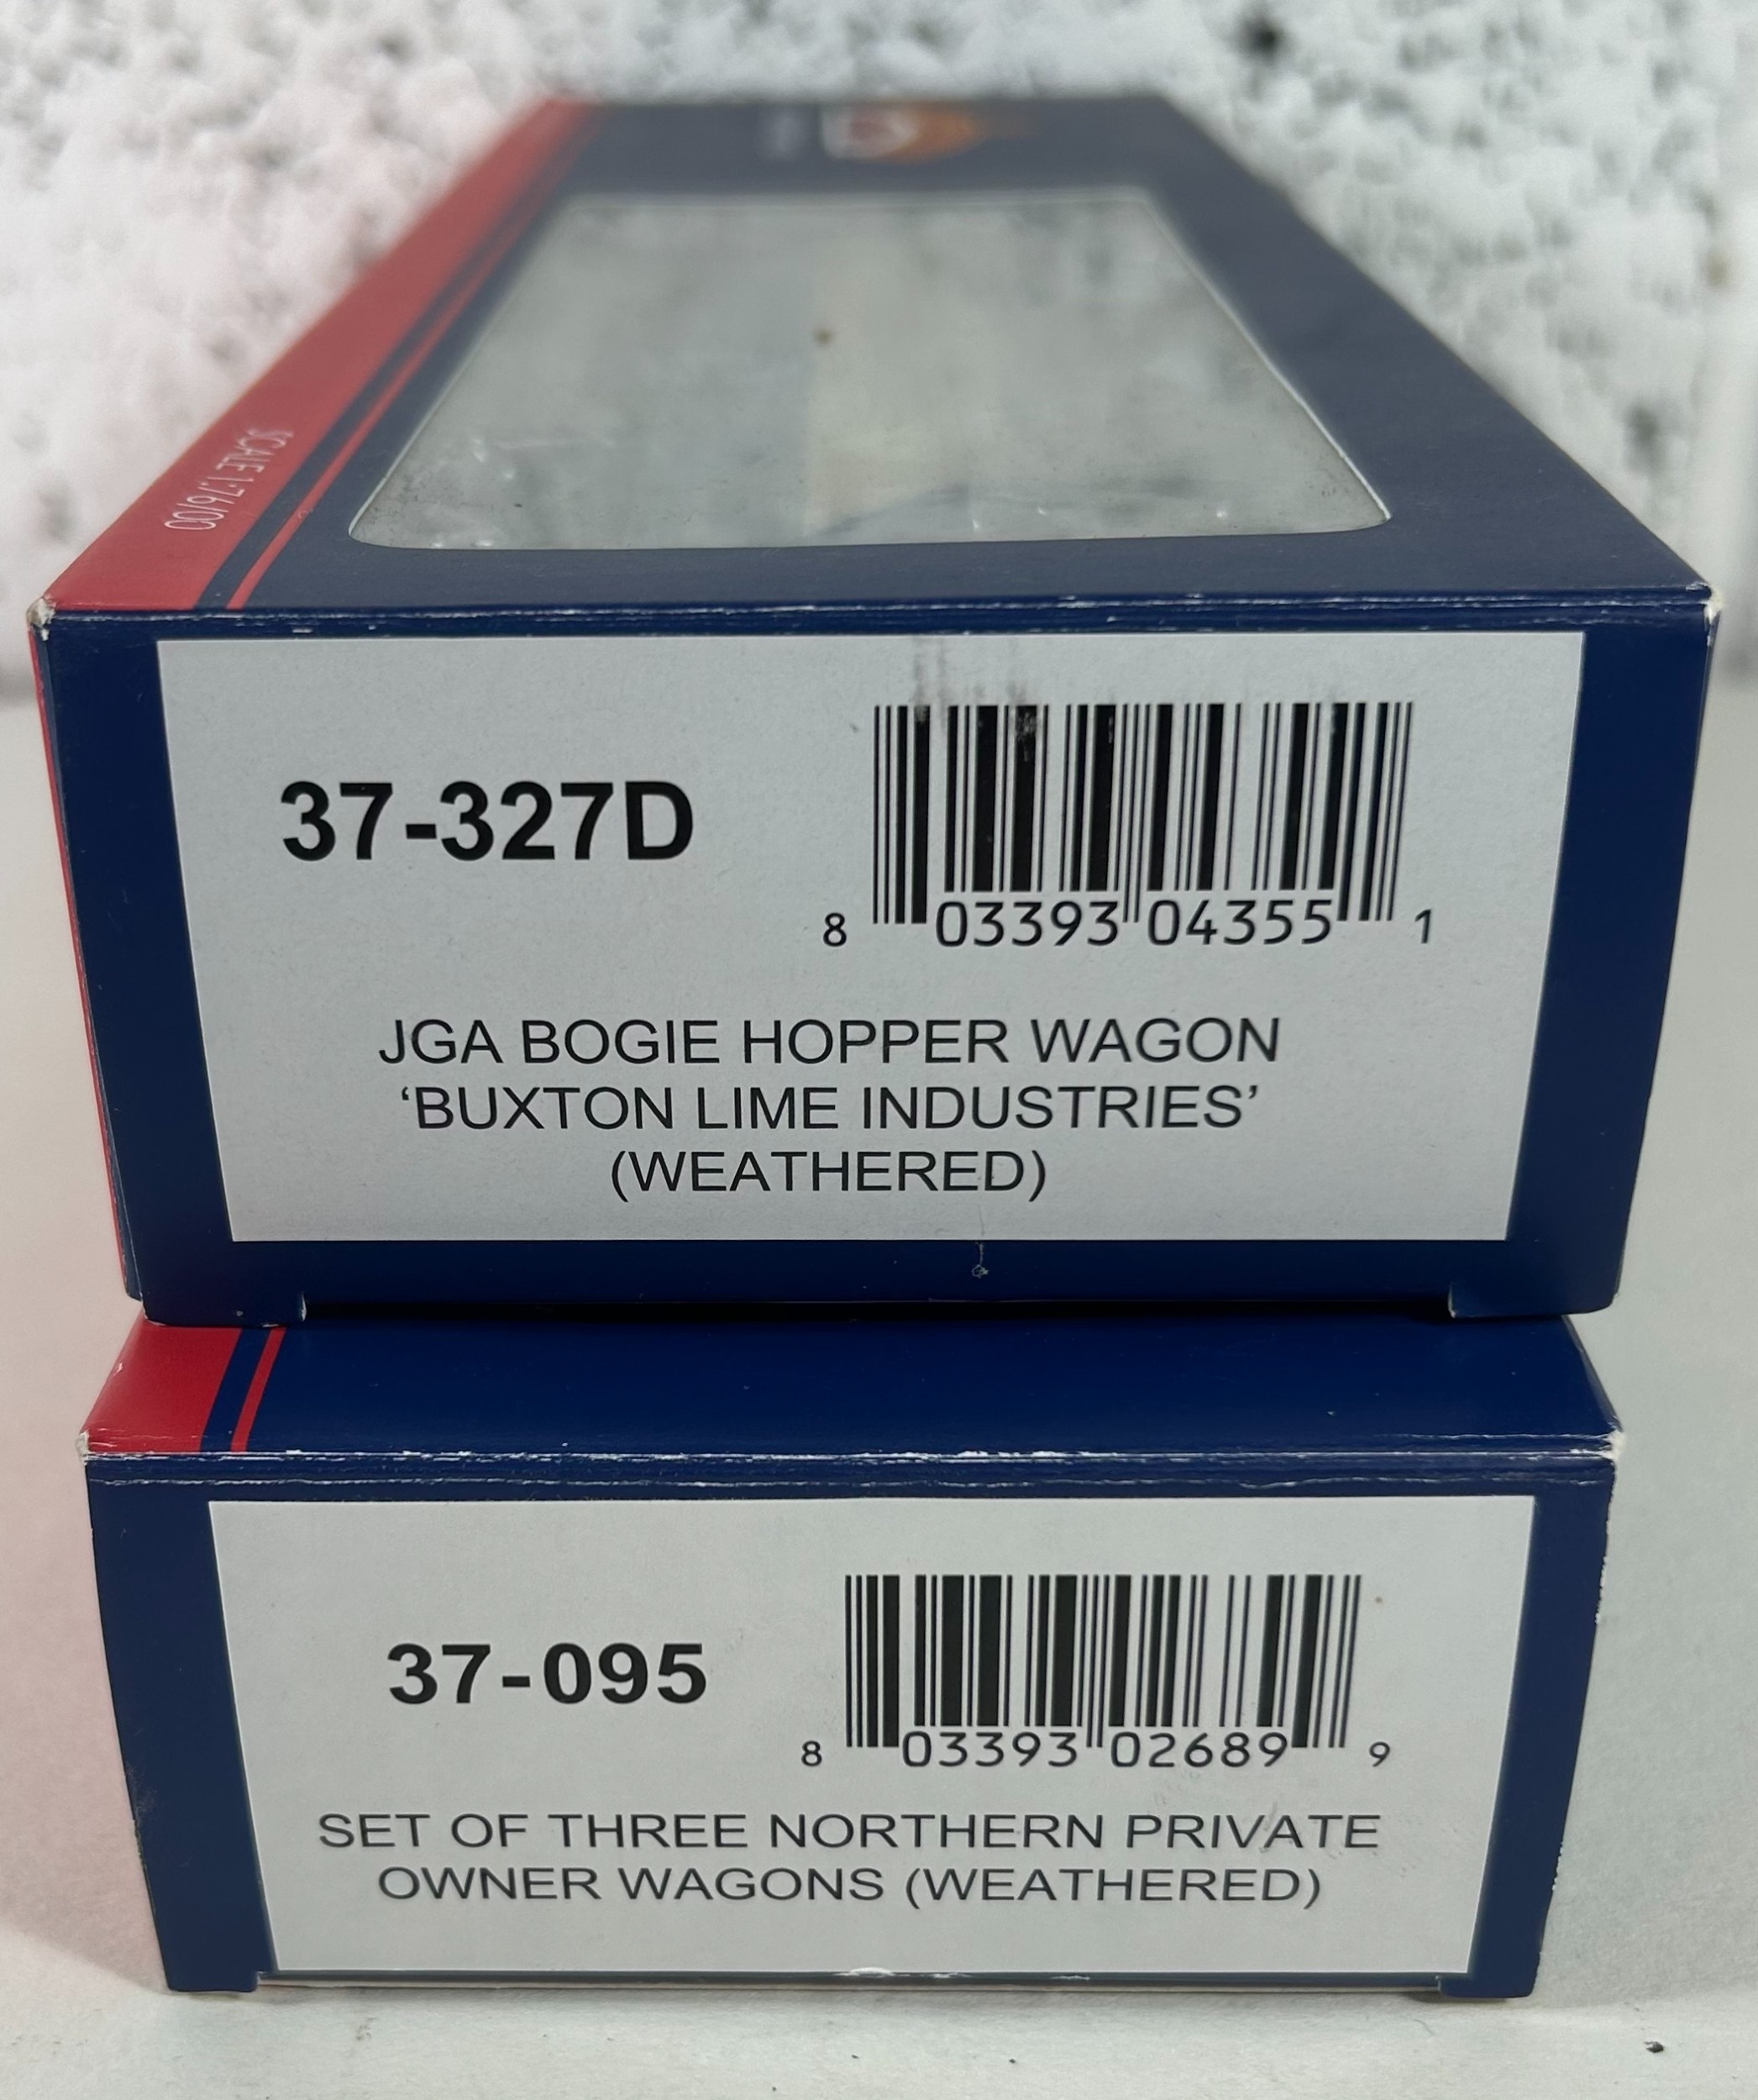 SCALE 1:76/OO
37-327D
8 03393 04355 1
JGA BOGIE HOPPER WAGON
‘BUXTON LIME INDUSTRIES’
(WEATHERED)
37-095
8 03393 02689 9
SET OF THREE NORTHERN PRIVATE
OWNER WAGONS (WEATHERED)